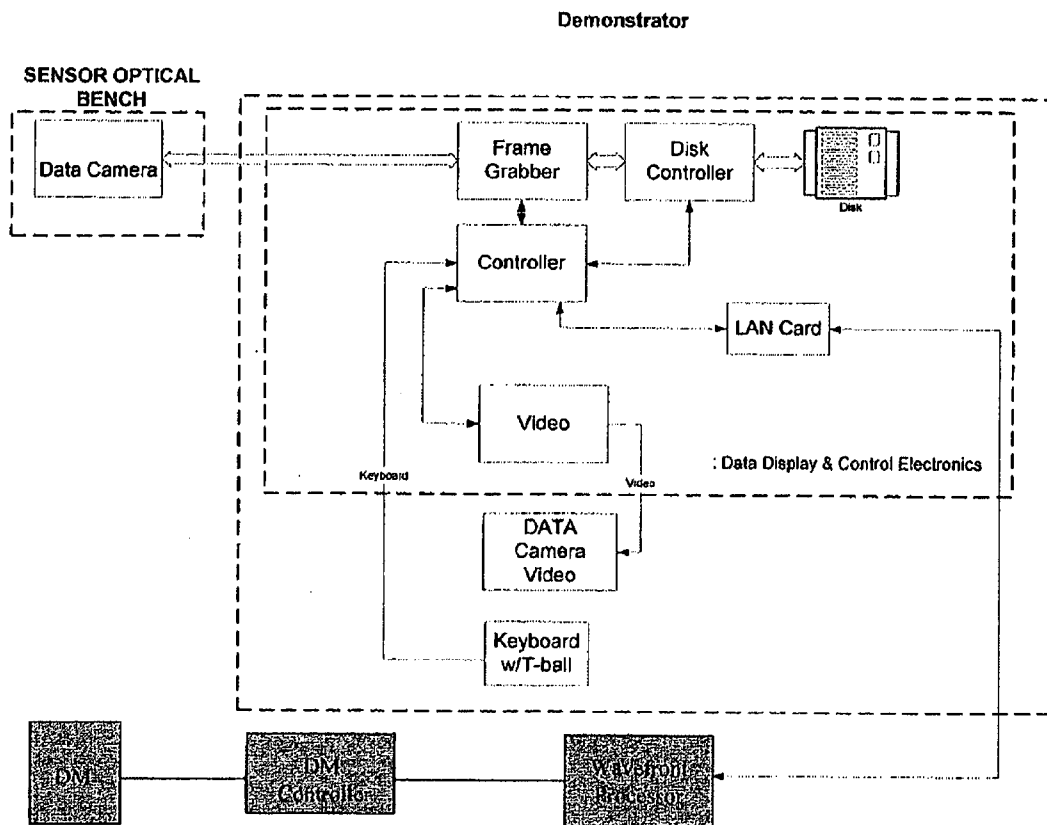 Demonstrator
SENSOR OPTICAL
BENCH
Data Camera
Frame
Grabber
Disk
Controller
Disk
Controller
LAN Card
Video
: Data Display & Control Electronics
Keyboard
Video
DATA
Camera
Video
Keyboard
w/T-ball
DM
DM
Controller
Wavefront
Processor